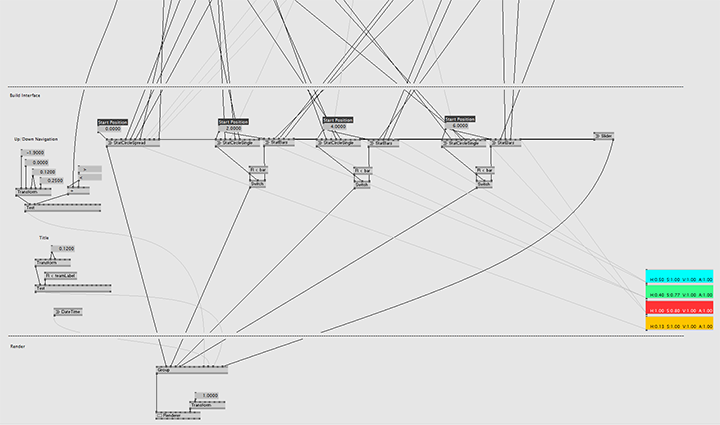 Build Interface
Start Position
0.0000
Start Position
2.0000
Start Position
4.0000
Start Position
6.0000
Up: Down Navigation
StatCircleSpread
StatCircleSingle
StatBars
StatCircleSingle
StatBars
StatCircleSingle
StatBars
Slider
-1.9000
0.9000
0.1200
0.2500
Transform
Text
R < bar
Switch
R < bar
Switch
R < bar
Switch
Title
0.1200
Transform
R < teamLabel
Text
DateTime
H:0.50 S:1.00 V:1.00 A:1.00
H:0.40 S:0.77 V:1.00 A:1.00
H:1.00 S:0.80 V:1.00 A:1.00
H:0.13 S:1.00 V:1.00 A:1.00
Render
Group
1.0000
Transform
Renderer